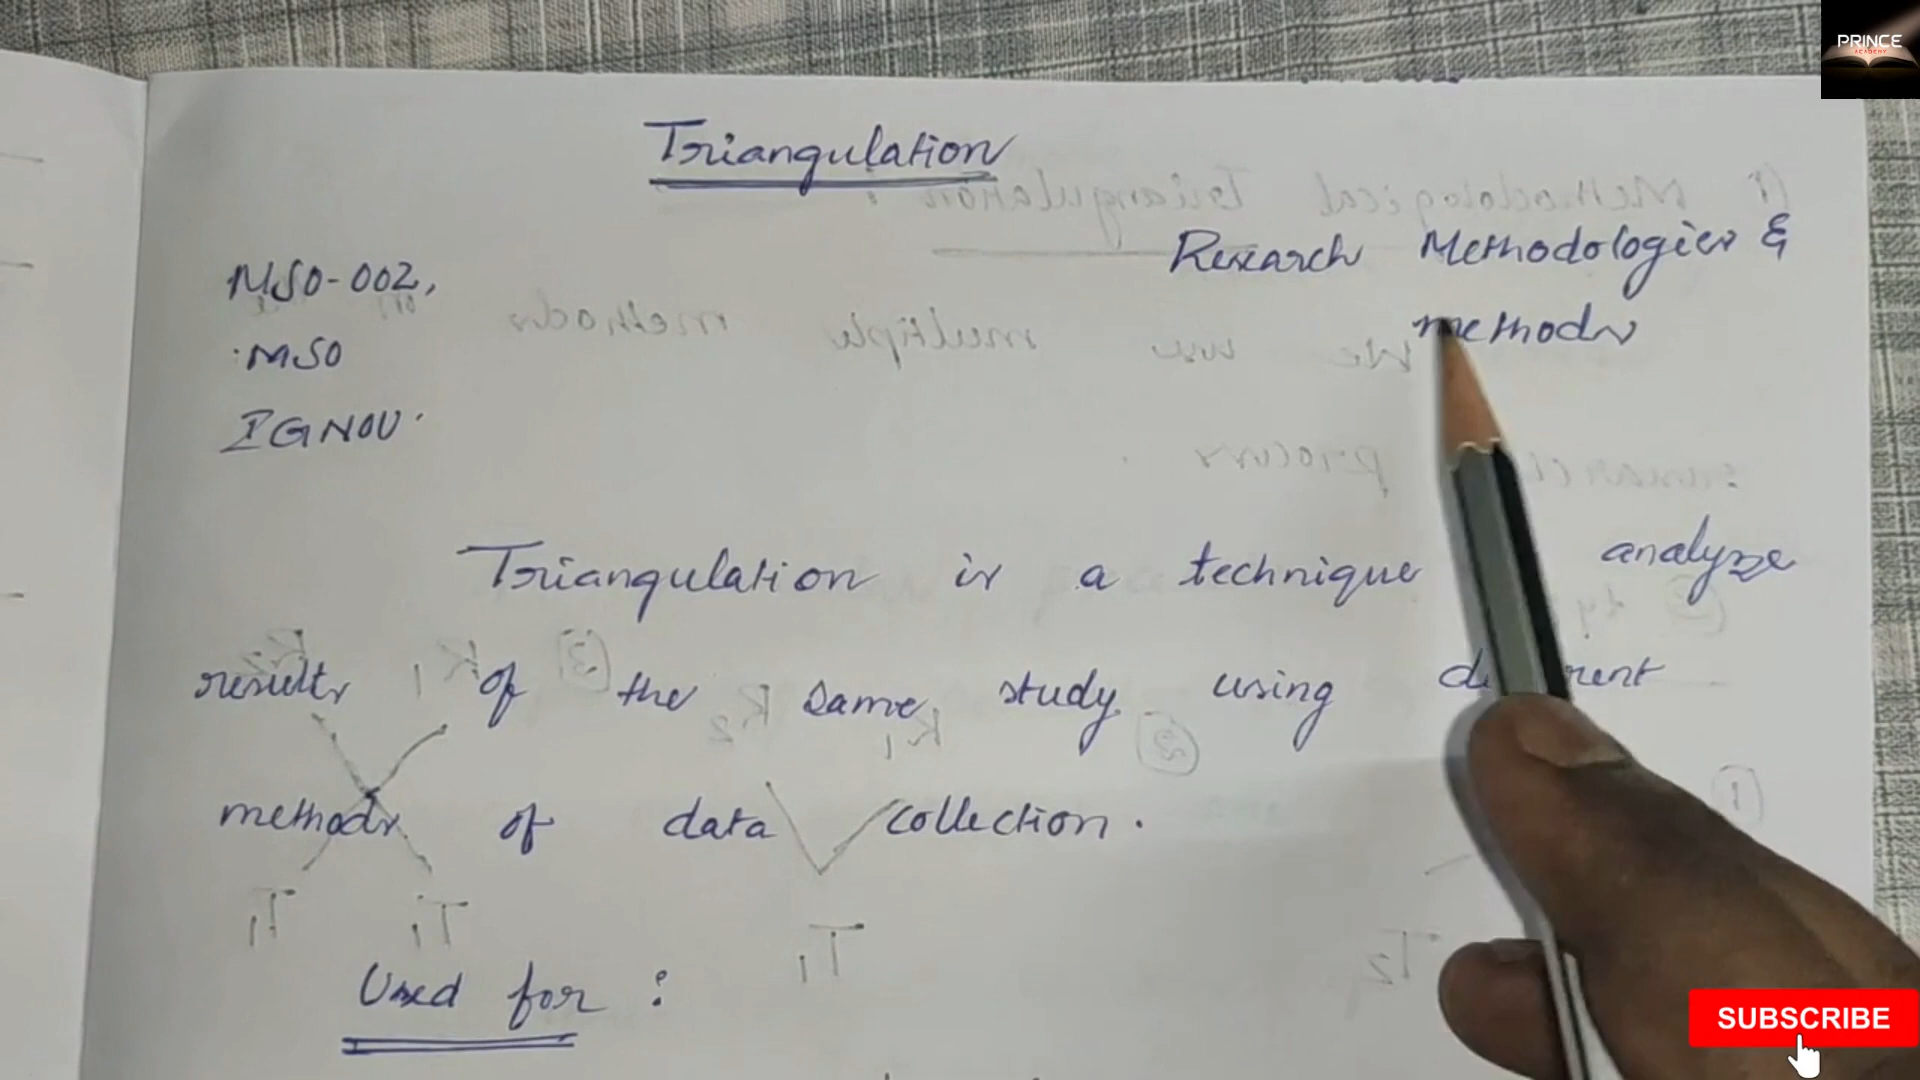 PRINCE
ACADEMY
Triangulation
Research Methodologies &
methods
MSO-002,
MSO
IGNOU.
Triangulation is a technique analyze
results of the same study using
methods of data collection.
Used for :
SUBSCRIBE